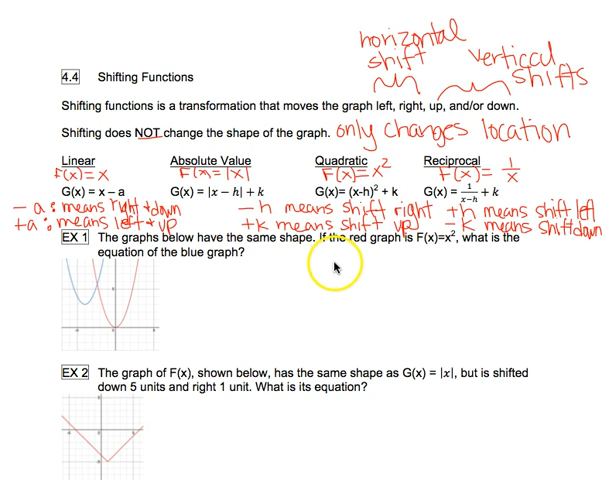 horizontal
shift
vertical
shifts
4.4 Shifting Functions
Shifting functions is a transformation that moves the graph left, right, up, and/or down.
Shifting does NOT change the shape of the graph. only changes location
Linear Absolute Value Quadratic Reciprocal
F(x) = x F(x) = |x| F(x) = x² F(x) = 1/x
G(x) = x – a G(x) = |x – h| + k G(x)= (x-h)² + k G(x) = 1/(x–h) + k
- a: means right & down - h means shift right + h means shift left
+a: means left & up + k means shift up - k means shift down
EX 1 The graphs below have the same shape. If the red graph is F(x)=x², what is the
equation of the blue graph?
EX 2 The graph of F(x), shown below, has the same shape as G(x) = |x|, but is shifted
down 5 units and right 1 unit. What is its equation?